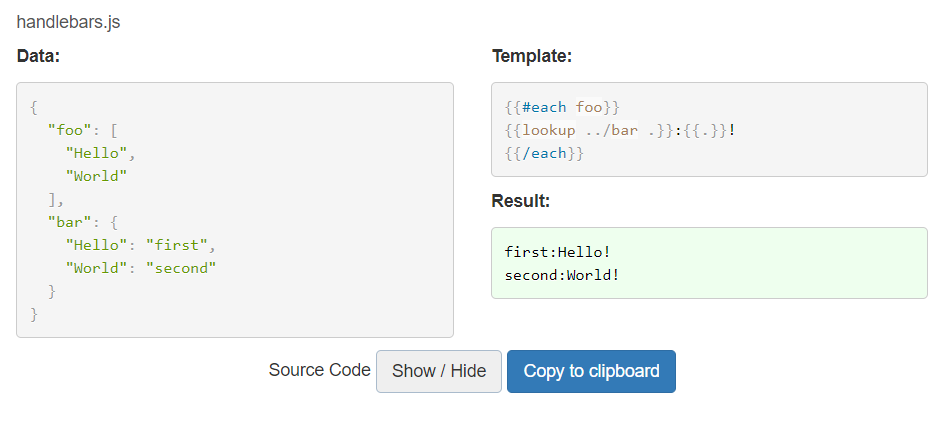 handlebars.js
Data:
{
  "foo": [
    "Hello",
    "World"
  ],
  "bar": {
    "Hello": "first",
    "World": "second"
  }
}
Template:
{{#each foo}}
{{lookup ../bar .}}:{{.}}!
{{/each}}
Result:
first:Hello!
second:World!
Source Code Show / Hide Copy to clipboard